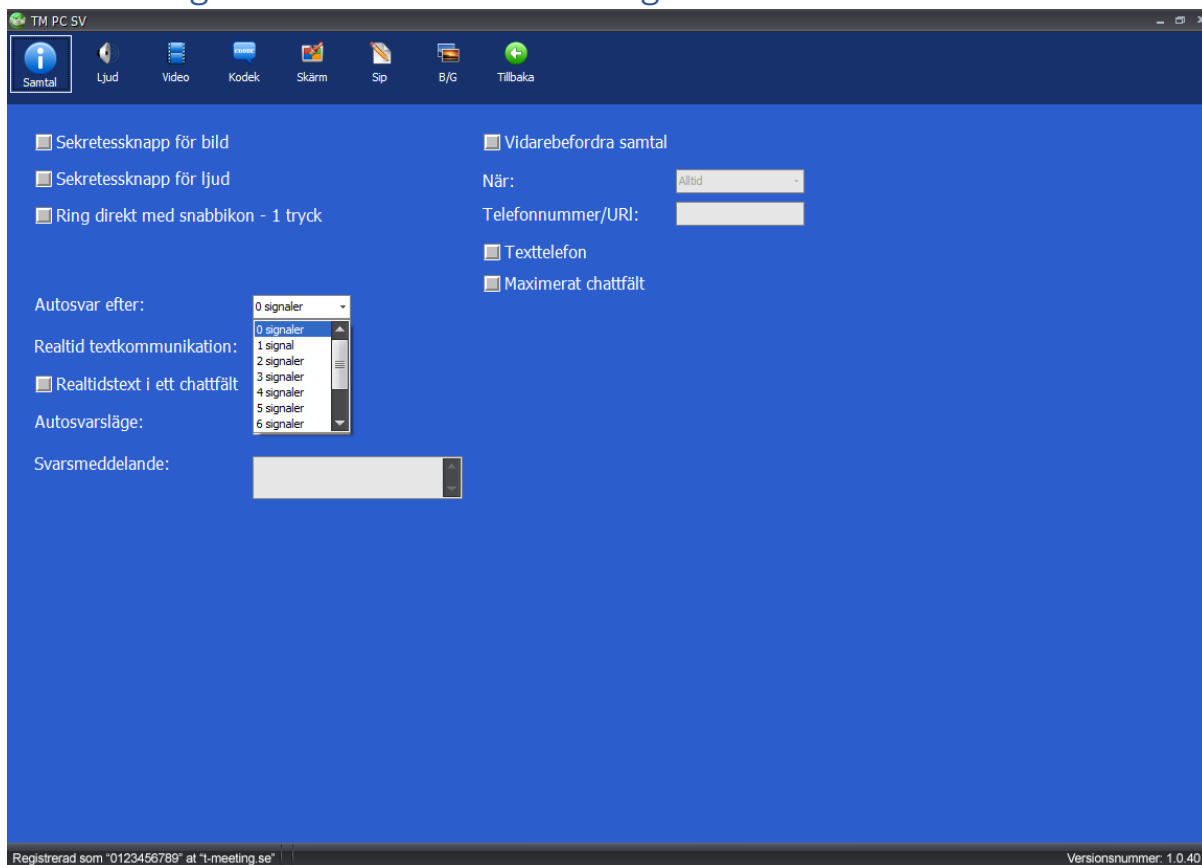 TM PC SV
Samtal Ljud Video Kodek Skärm Sip B/G Tillbaka
Sekretessknapp för bild
Sekretessknapp för ljud
Ring direkt med snabbikon - 1 tryck
Vidarebefordra samtal
När: Alltid
Telefonnummer/URl:
Texttelefon
Maximerat chattfält
Autosvar efter: 0 signaler
0 signaler
1 signal
2 signaler
3 signaler
4 signaler
5 signaler
6 signaler
Realtid textkommunikation:
Realtidstext i ett chattfält
Autosvarsläge:
Svarsmeddelande:
Registrerad som "0123456789" at "t-meeting.se"
Versionsnummer: 1.0.40